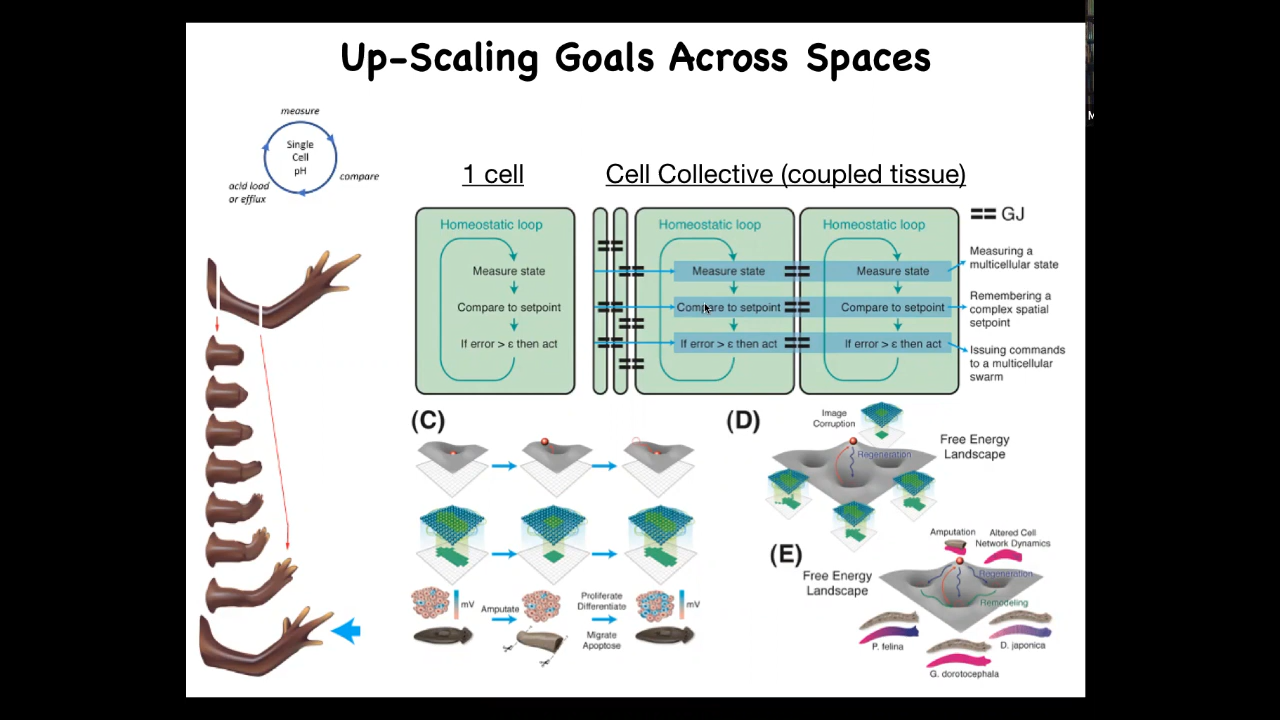 Up-Scaling Goals Across Spaces
measure
Single
Cell
pH
compare
acid load
or efflux
1 cell
Cell Collective (coupled tissue)
GJ
Homeostatic loop
Measure state
Compare to setpoint
If error > ε then act
Homeostatic loop
Measure state
Compare to setpoint
If error > ε then act
Homeostatic loop
Measure state
Compare to setpoint
If error > ε then act
Measuring a
multicellular state
Remembering a
complex spatial
setpoint
Issuing commands
to a multicellular
swarm
(C)
mV
Amputate
Proliferate
Differentiate
Migrate
Apoptose
mV
(D)
Image
Corruption
Regeneration
Free Energy
Landscape
(E)
Free Energy
Landscape
Amputation
Altered Cell
Network Dynamics
Regeneration
Remodeling
P. felina
D. japonica
G. dorotocephala
M